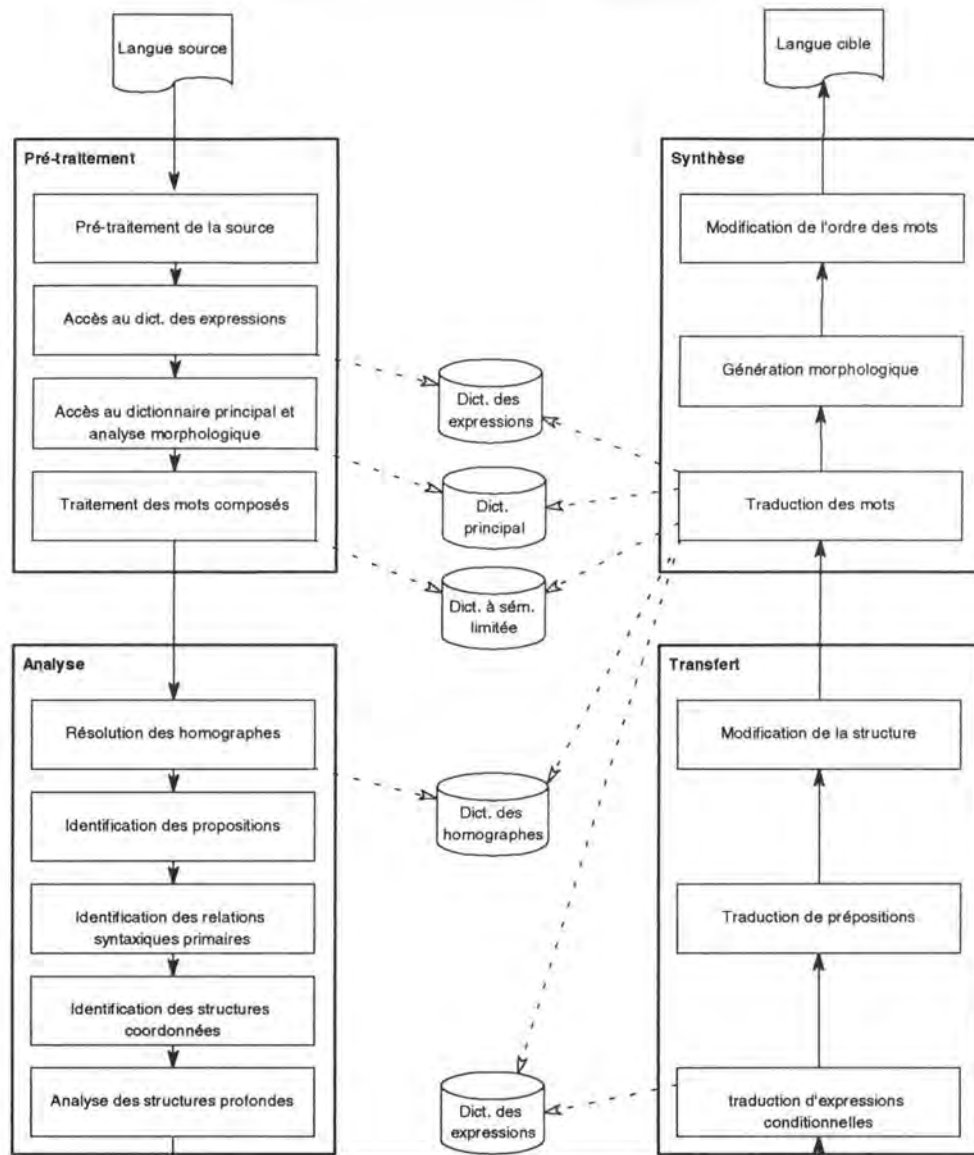 Langue source
Pré-traitement
Pré-traitement de la source
Accès au dict. des expressions
Accès au dictionnaire principal et
analyse morphologique
Traitement des mots composés
Analyse
Résolution des homographes
Identification des propositions
Identification des relations
syntaxiques primaires
Identification des structures
coordonnées
Analyse des structures profondes
Dict. des
expressions
Dict.
principal
Dict. à sém.
limitée
Dict. des
homographes
Dict. des
expressions
Langue cible
Synthèse
Modification de l'ordre des mots
Génération morphologique
Traduction des mots
Transfert
Modification de la structure
Traduction de prépositions
traduction d'expressions
conditionnelles